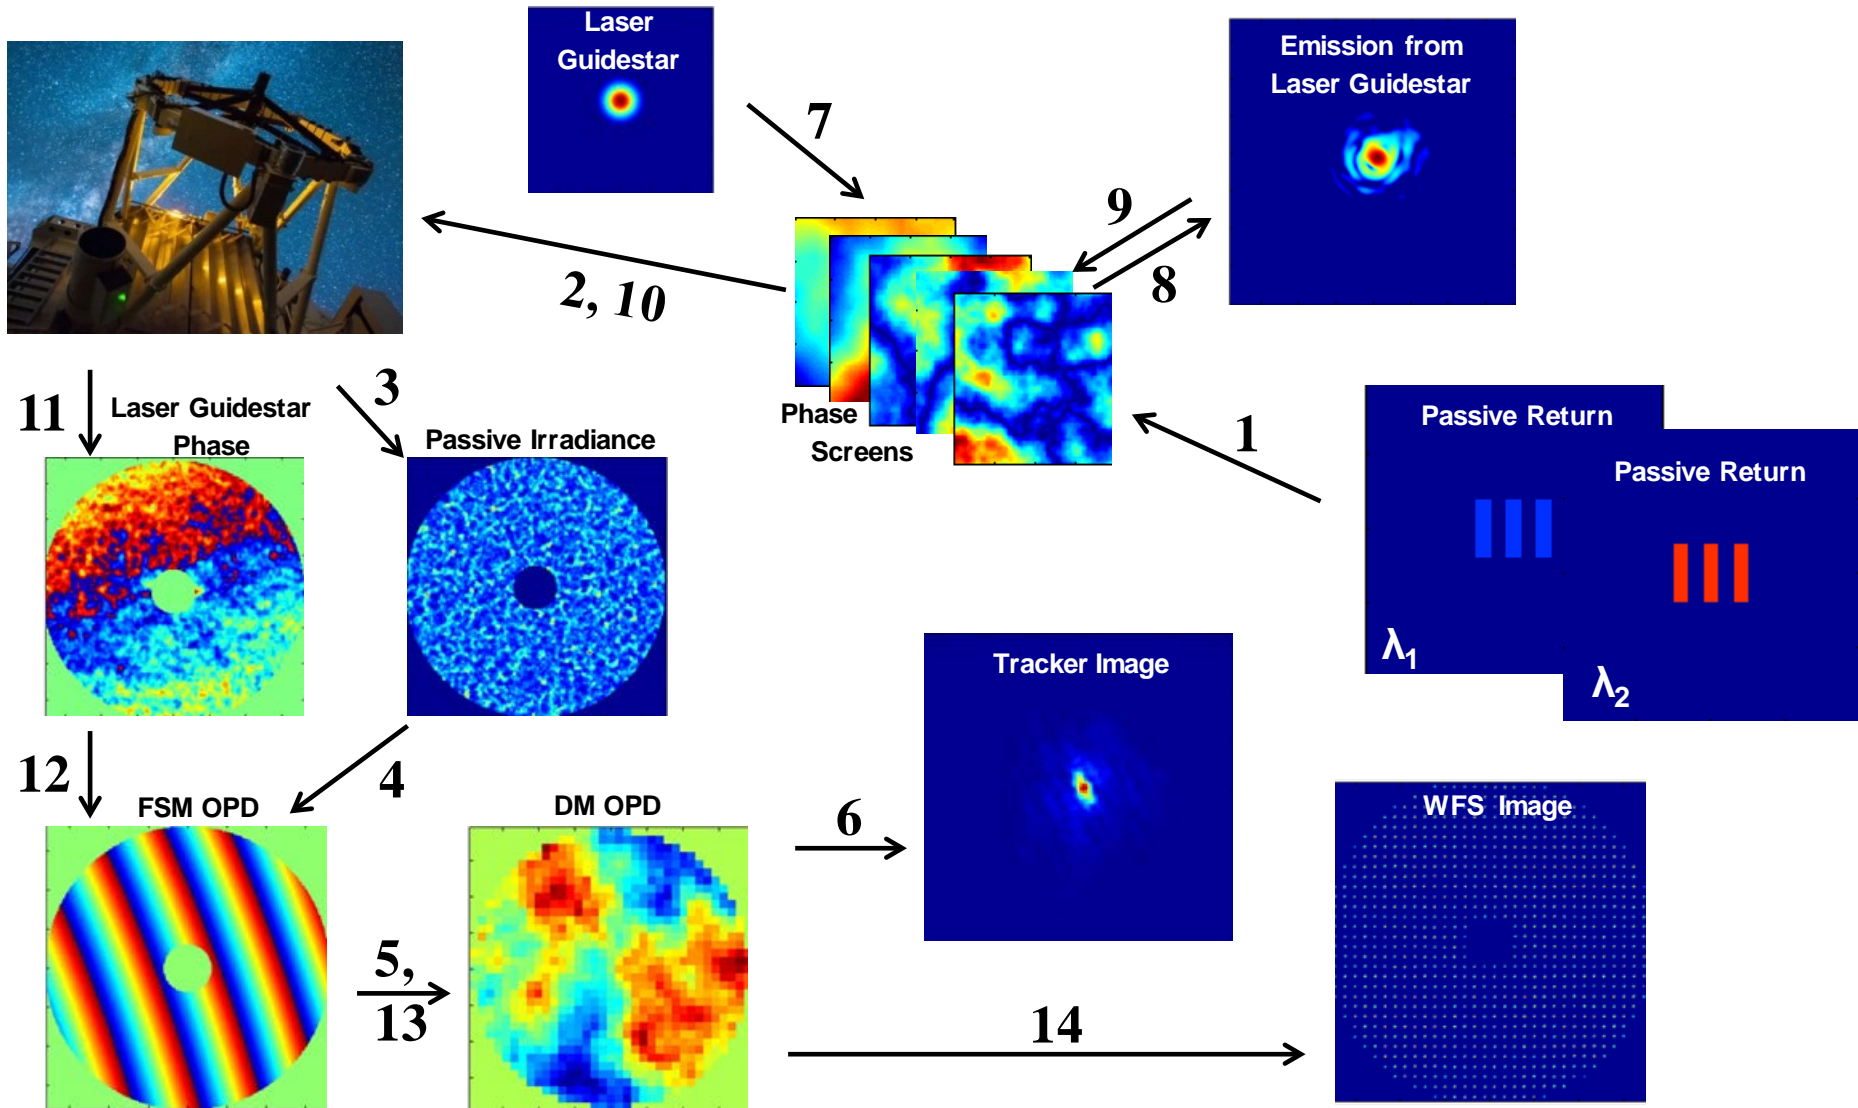 Laser
Guidestar
Emission from
Laser Guidestar
7
9
8
2, 10
11
3
Laser Guidestar
Phase
Passive Irradiance
Phase
Screens
1
Passive Return
Passive Return
λ1
λ2
Tracker Image
12
4
FSM OPD
DM OPD
6
WFS Image
5,
13
14